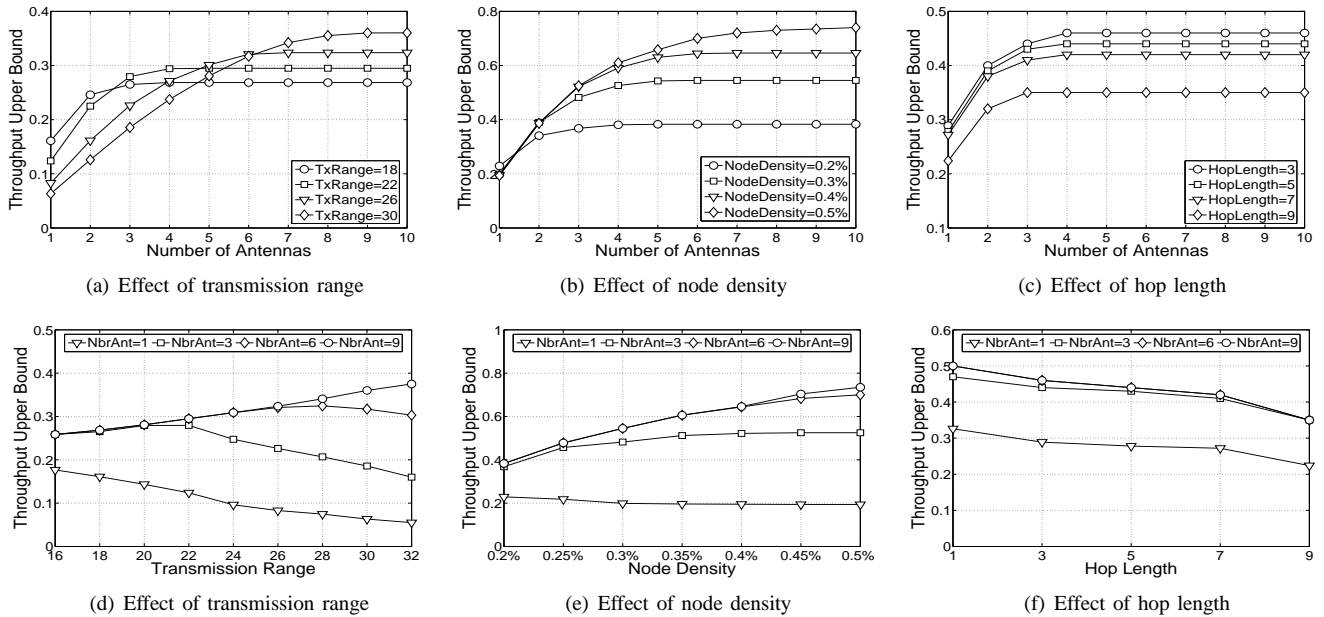 Throughput Upper Bound
0.4
0.3
0.2
0.1
0
1 2 3 4 5 6 7 8 9 10
Number of Antennas
TxRange=18
TxRange=22
TxRange=26
TxRange=30
(a) Effect of transmission range
Throughput Upper Bound
0.8
0.6
0.4
0.2
0
1 2 3 4 5 6 7 8 9 10
Number of Antennas
NodeDensity=0.2%
NodeDensity=0.3%
NodeDensity=0.4%
NodeDensity=0.5%
(b) Effect of node density
Throughput Upper Bound
0.5
0.4
0.3
0.2
0.1
1 2 3 4 5 6 7 8 9 10
Number of Antennas
HopLength=3
HopLength=5
HopLength=7
HopLength=9
(c) Effect of hop length
Throughput Upper Bound
0.5
0.4
0.3
0.2
0.1
0
NbrAnt=1 NbrAnt=3 NbrAnt=6 NbrAnt=9
16 18 20 22 24 26 28 30 32
Transmission Range
(d) Effect of transmission range
Throughput Upper Bound
1
0.8
0.6
0.4
0.2
0
NbrAnt=1 NbrAnt=3 NbrAnt=6 NbrAnt=9
0.2% 0.25% 0.3% 0.35% 0.4% 0.45% 0.5%
Node Density
(e) Effect of node density
Throughput Upper Bound
0.6
0.5
0.4
0.3
0.2
0.1
0
NbrAnt=1 NbrAnt=3 NbrAnt=6 NbrAnt=9
1 3 5 7 9
Hop Length
(f) Effect of hop length